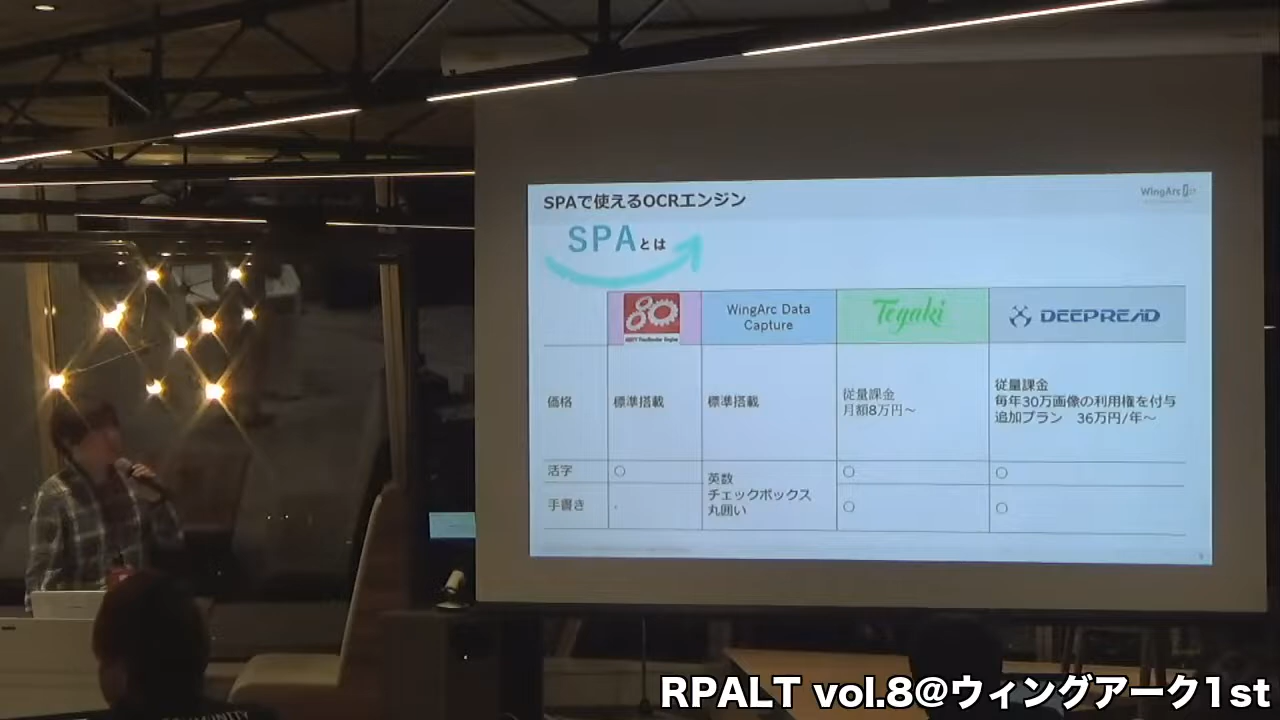 SPAで使えるOCRエンジン
WingArc 1ST
SPAとは
WingArc Data
Capture
Tegaki
DEEPREAD
ABBYY FineReader Engine
価格
標準搭載
標準搭載
従量課金
月額8万円～
従量課金
毎年30万画像の利用権を付与
追加プラン 36万円/年～
活字
○
英数
チェックボックス
丸囲い
○
○
手書き
-
○
○
COMMUNITY
RPALT vol.8@ウィングアーク1st